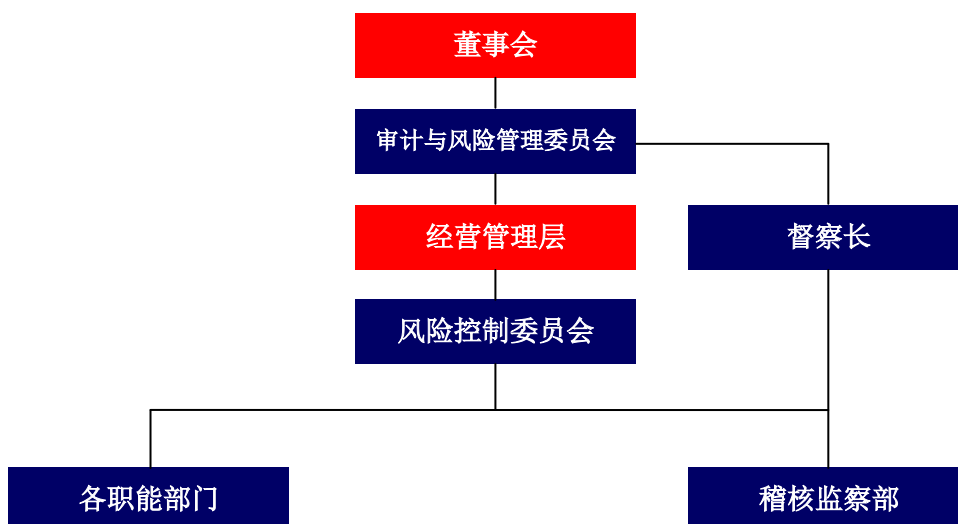 董事会
审计与风险管理委员会
经营管理层
督察长
风险控制委员会
各职能部门
稽核监察部